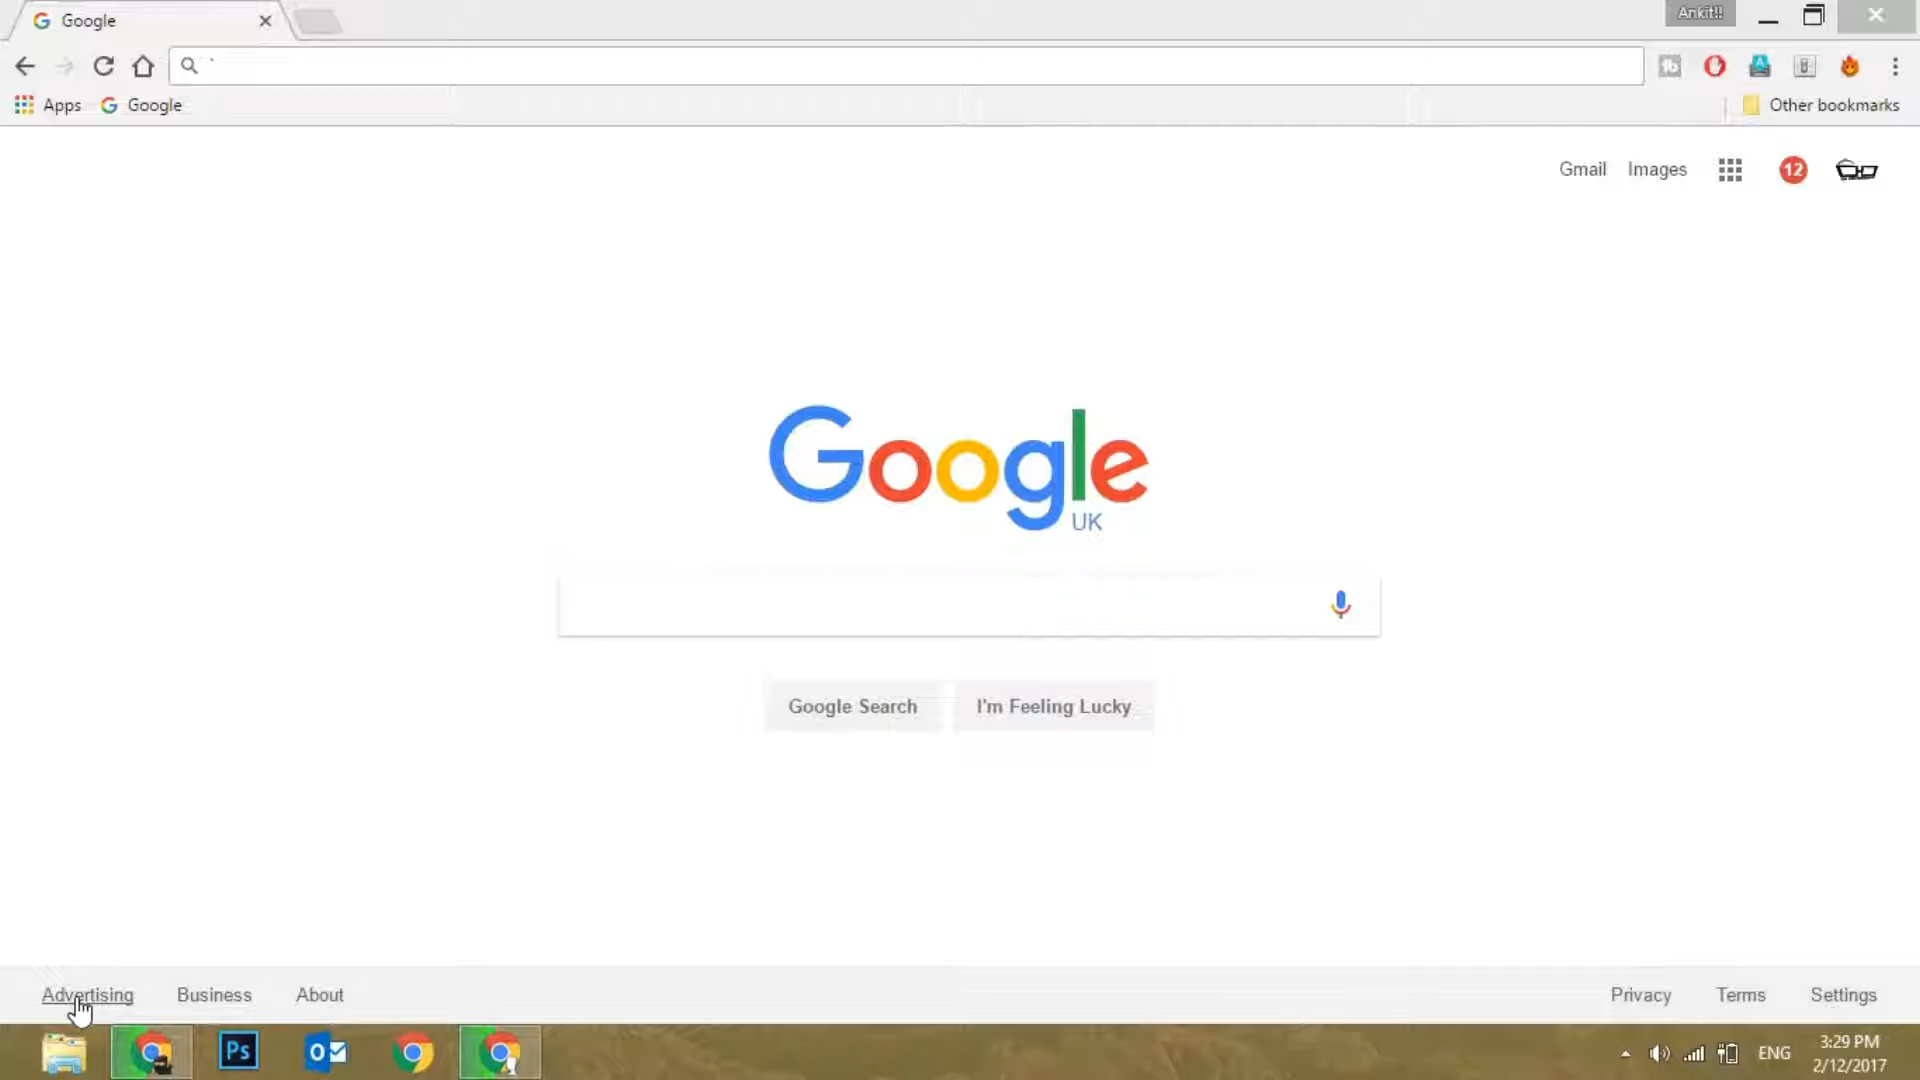 Google
Ankit!!
Apps
Google
Other bookmarks
Gmail
Images
12
Google
UK
Google Search
I'm Feeling Lucky
Advertising
Business
About
Privacy
Terms
Settings
Ps
ENG
3:29 PM
2/12/2017